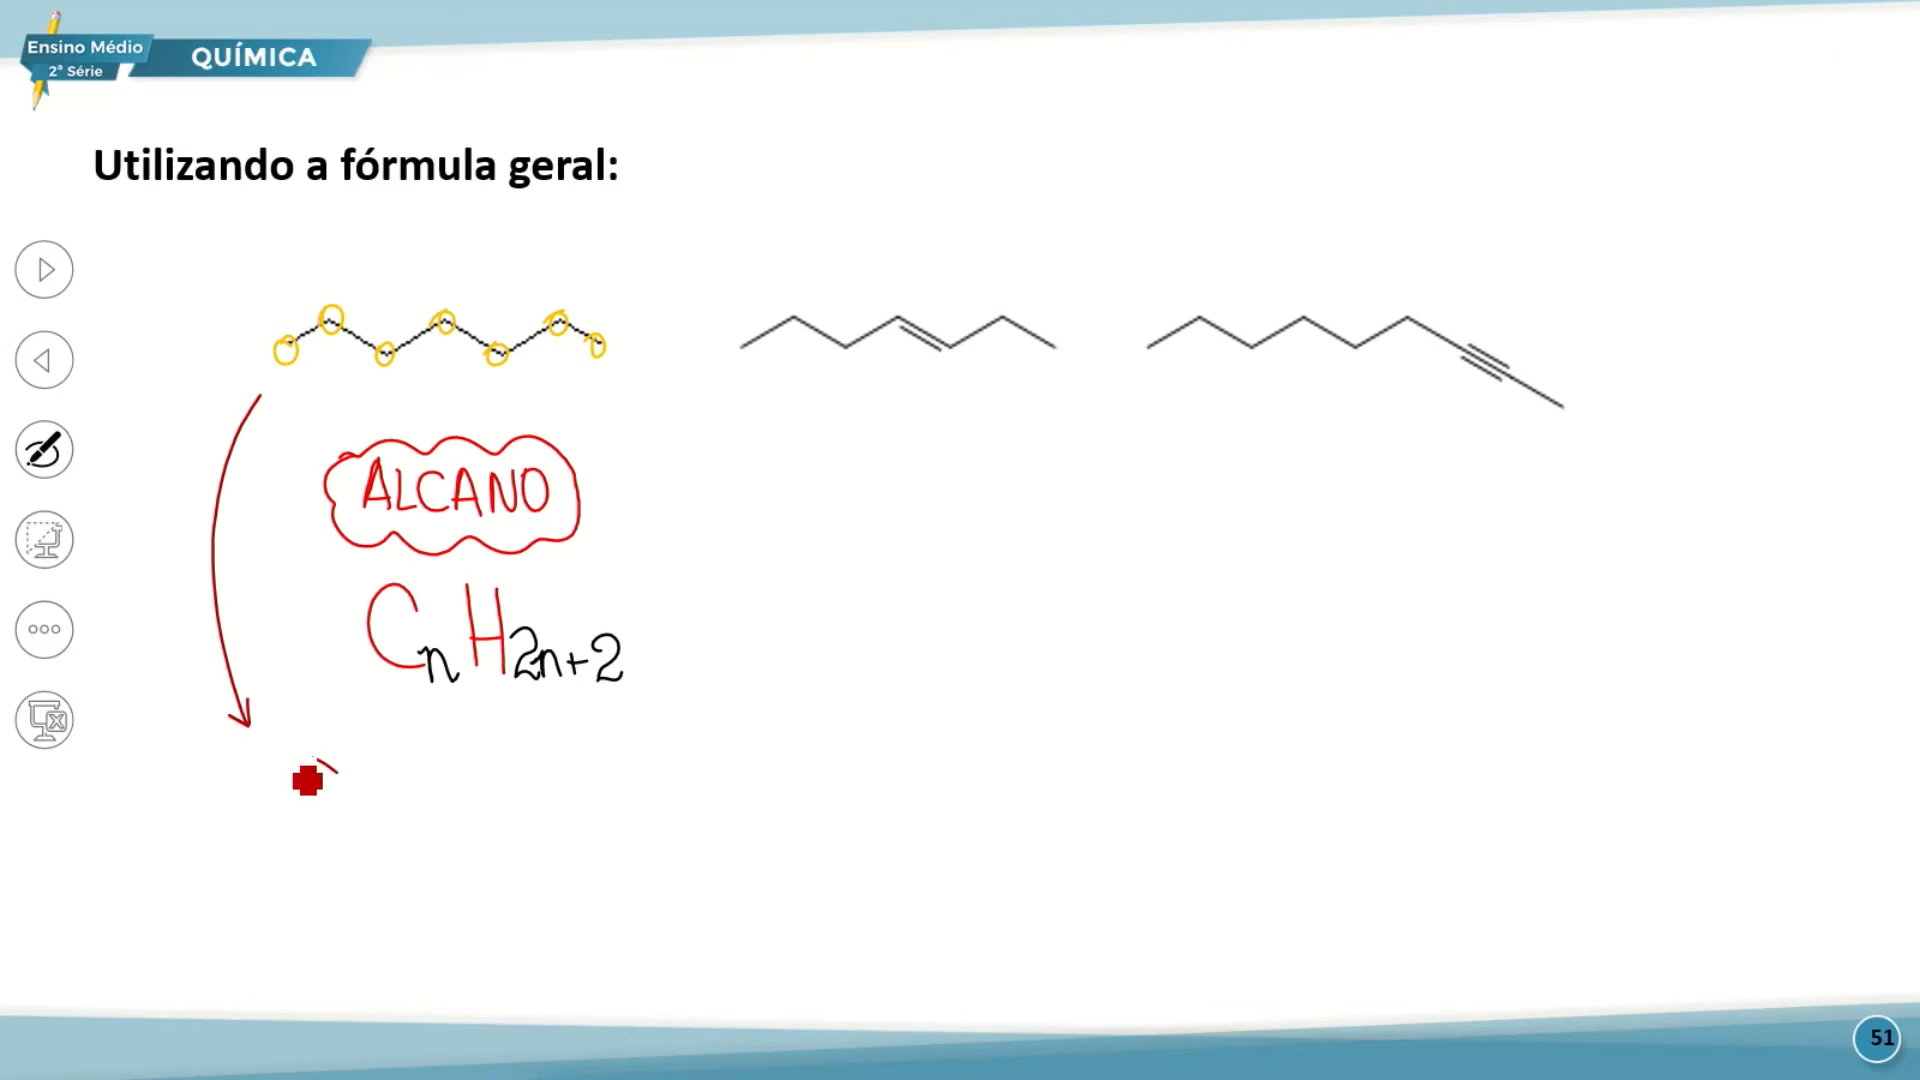 Ensino Médio
2ª Série
QUÍMICA
Utilizando a fórmula geral:
ALCANO
CnH2n+2
51